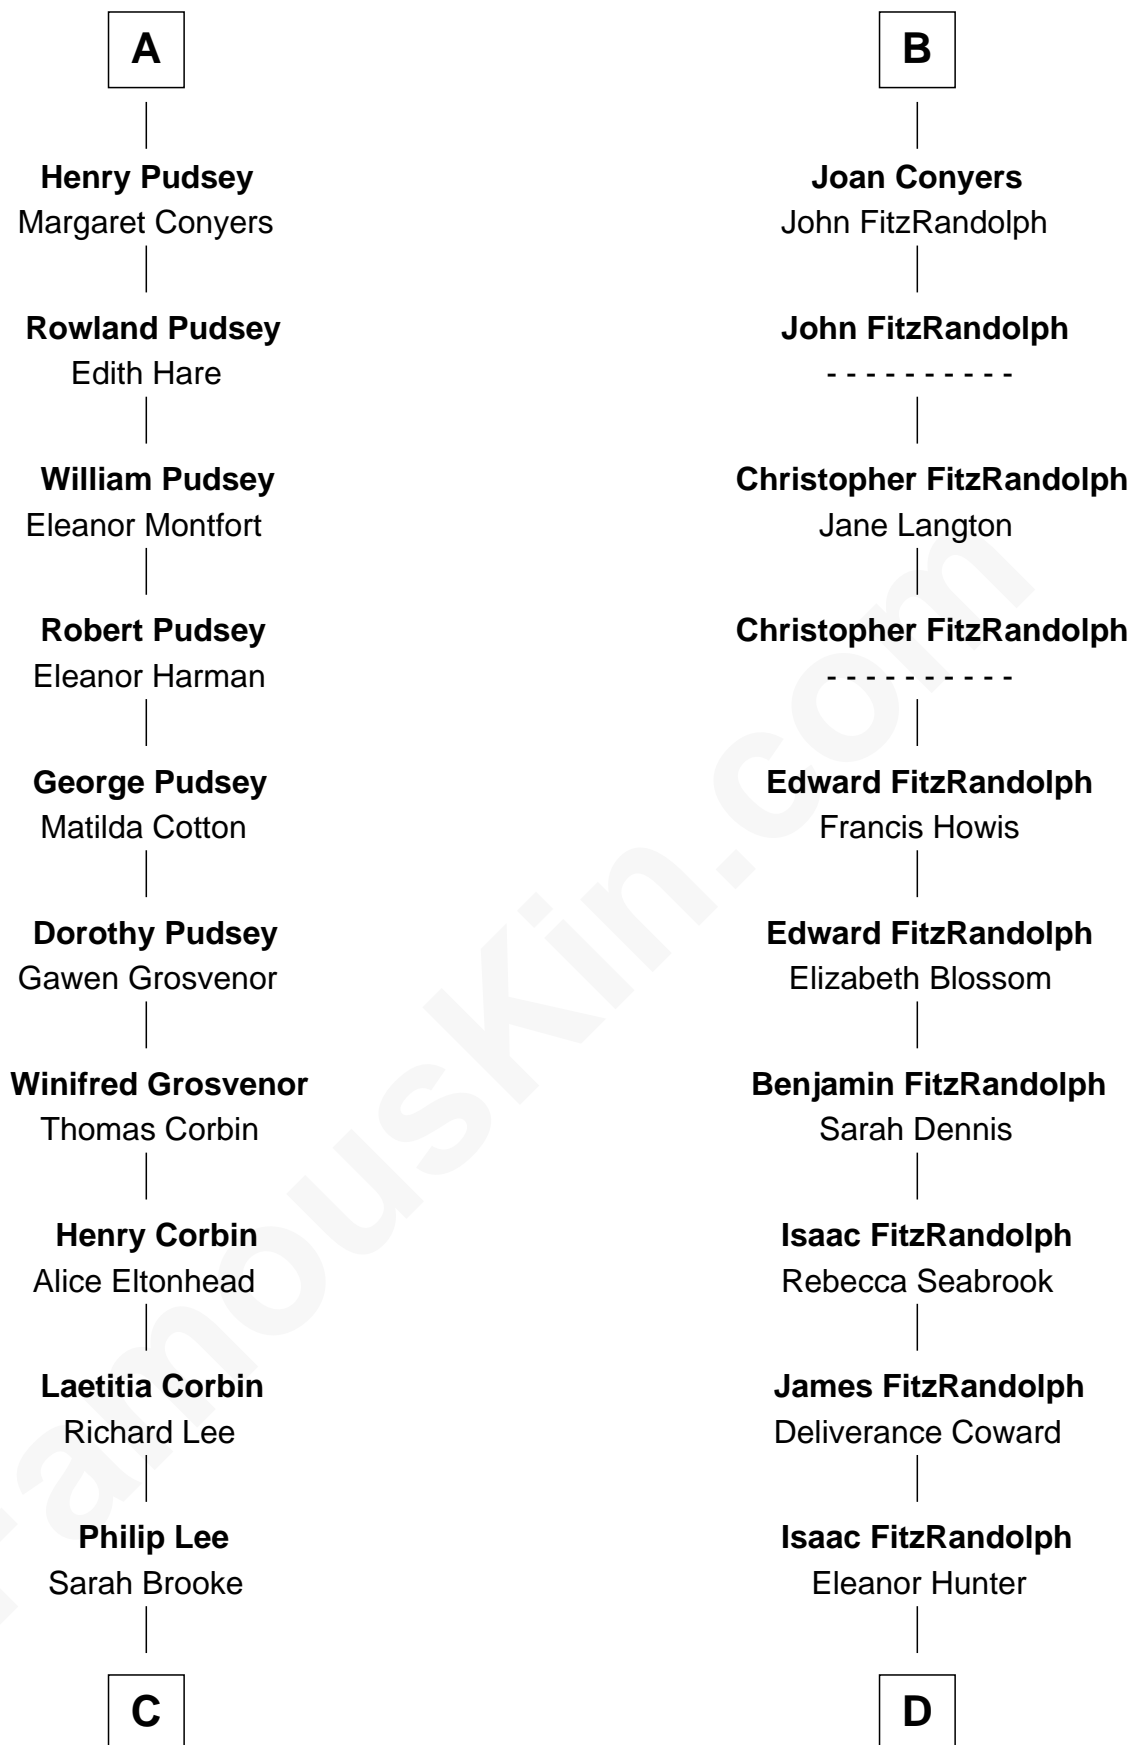 A
Henry Pudsey
Margaret Conyers
Rowland Pudsey
Edith Hare
William Pudsey
Eleanor Montfort
Robert Pudsey
Eleanor Harman
George Pudsey
Matilda Cotton
Dorothy Pudsey
Gawen Grosvenor
Winifred Grosvenor
Thomas Corbin
Henry Corbin
Alice Eltonhead
Laetitia Corbin
Richard Lee
Philip Lee
Sarah Brooke
C
B
Joan Conyers
John FitzRandolph
John FitzRandolph
- - - - - - - - - -
Christopher FitzRandolph
Jane Langton
Christopher FitzRandolph
- - - - - - - - - -
Edward FitzRandolph
Francis Howis
Edward FitzRandolph
Elizabeth Blossom
Benjamin FitzRandolph
Sarah Dennis
Isaac FitzRandolph
Rebecca Seabrook
James FitzRandolph
Deliverance Coward
Isaac FitzRandolph
Eleanor Hunter
D
FamousKin.com